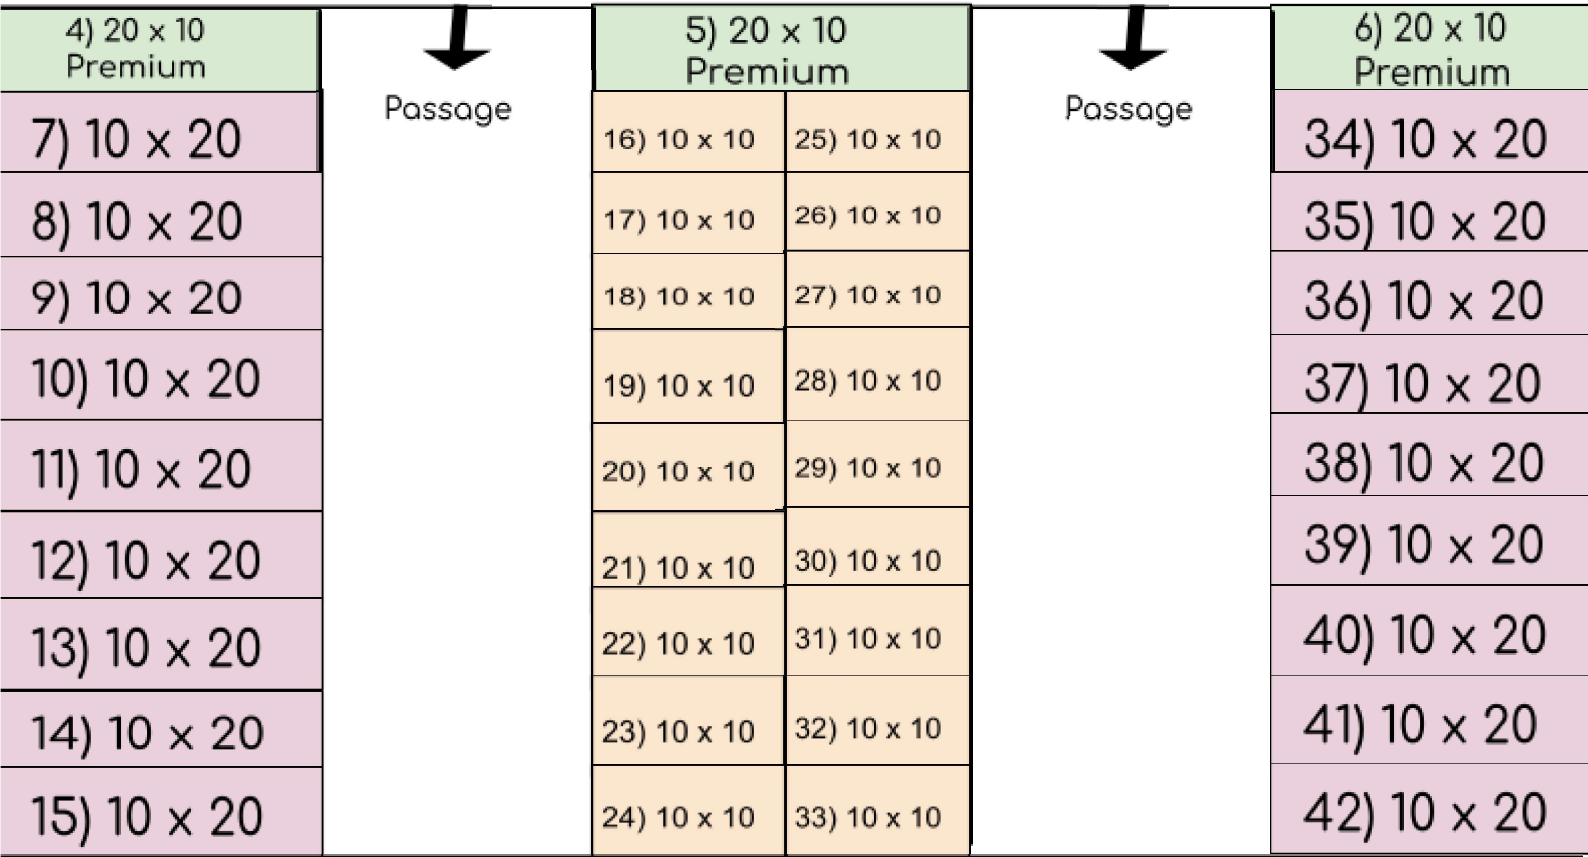 4) 20 x 10
Premium
7) 10 x 20
8) 10 x 20
9) 10 x 20
10) 10 x 20
11) 10 x 20
12) 10 x 20
13) 10 x 20
14) 10 x 20
15) 10 x 20
Passage
5) 20 x 10
Premium
16) 10 x 10
17) 10 x 10
18) 10 x 10
19) 10 x 10
20) 10 x 10
21) 10 x 10
22) 10 x 10
23) 10 x 10
24) 10 x 10
25) 10 x 10
26) 10 x 10
27) 10 x 10
28) 10 x 10
29) 10 x 10
30) 10 x 10
31) 10 x 10
32) 10 x 10
33) 10 x 10
Passage
6) 20 x 10
Premium
34) 10 x 20
35) 10 x 20
36) 10 x 20
37) 10 x 20
38) 10 x 20
39) 10 x 20
40) 10 x 20
41) 10 x 20
42) 10 x 20